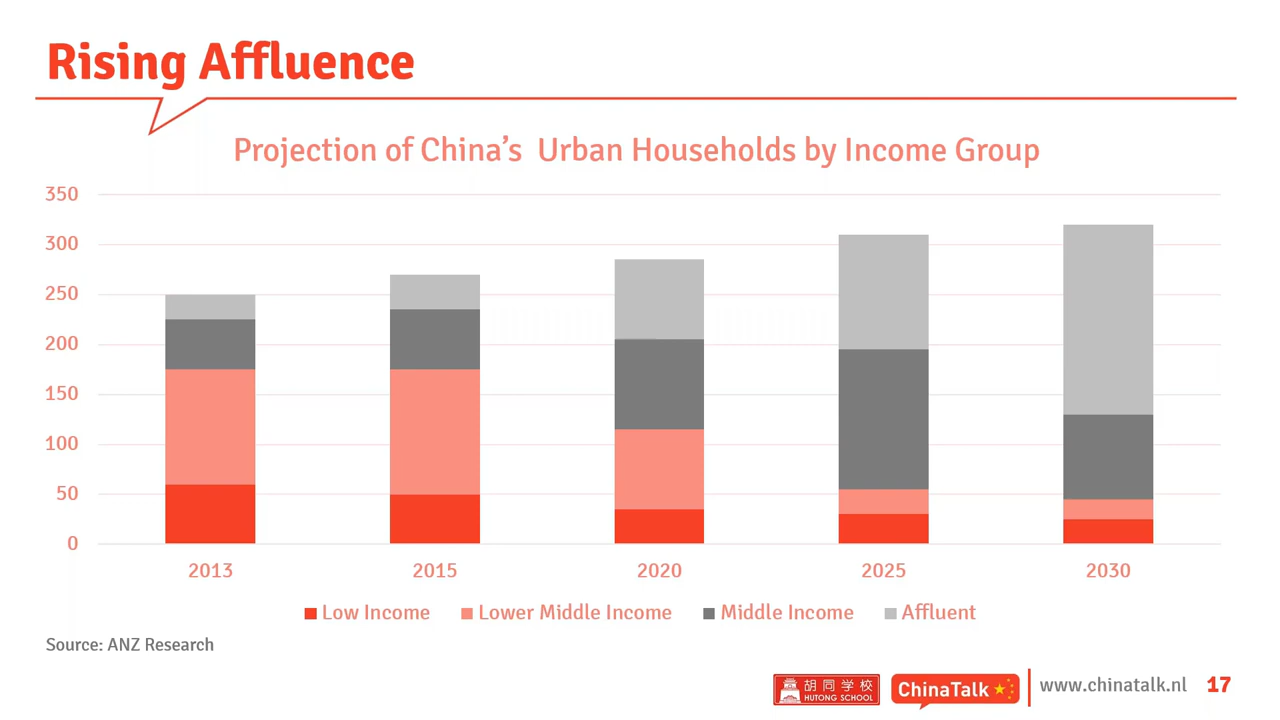 Rising Affluence
Projection of China’s  Urban Households by Income Group
350
300
250
200
150
100
50
0
2013 2015 2020 2025 2030
Low Income Lower Middle Income Middle Income Affluent
Source: ANZ Research
胡同学校
HUTONG SCHOOL
ChinaTalk
www.chinatalk.nl 17